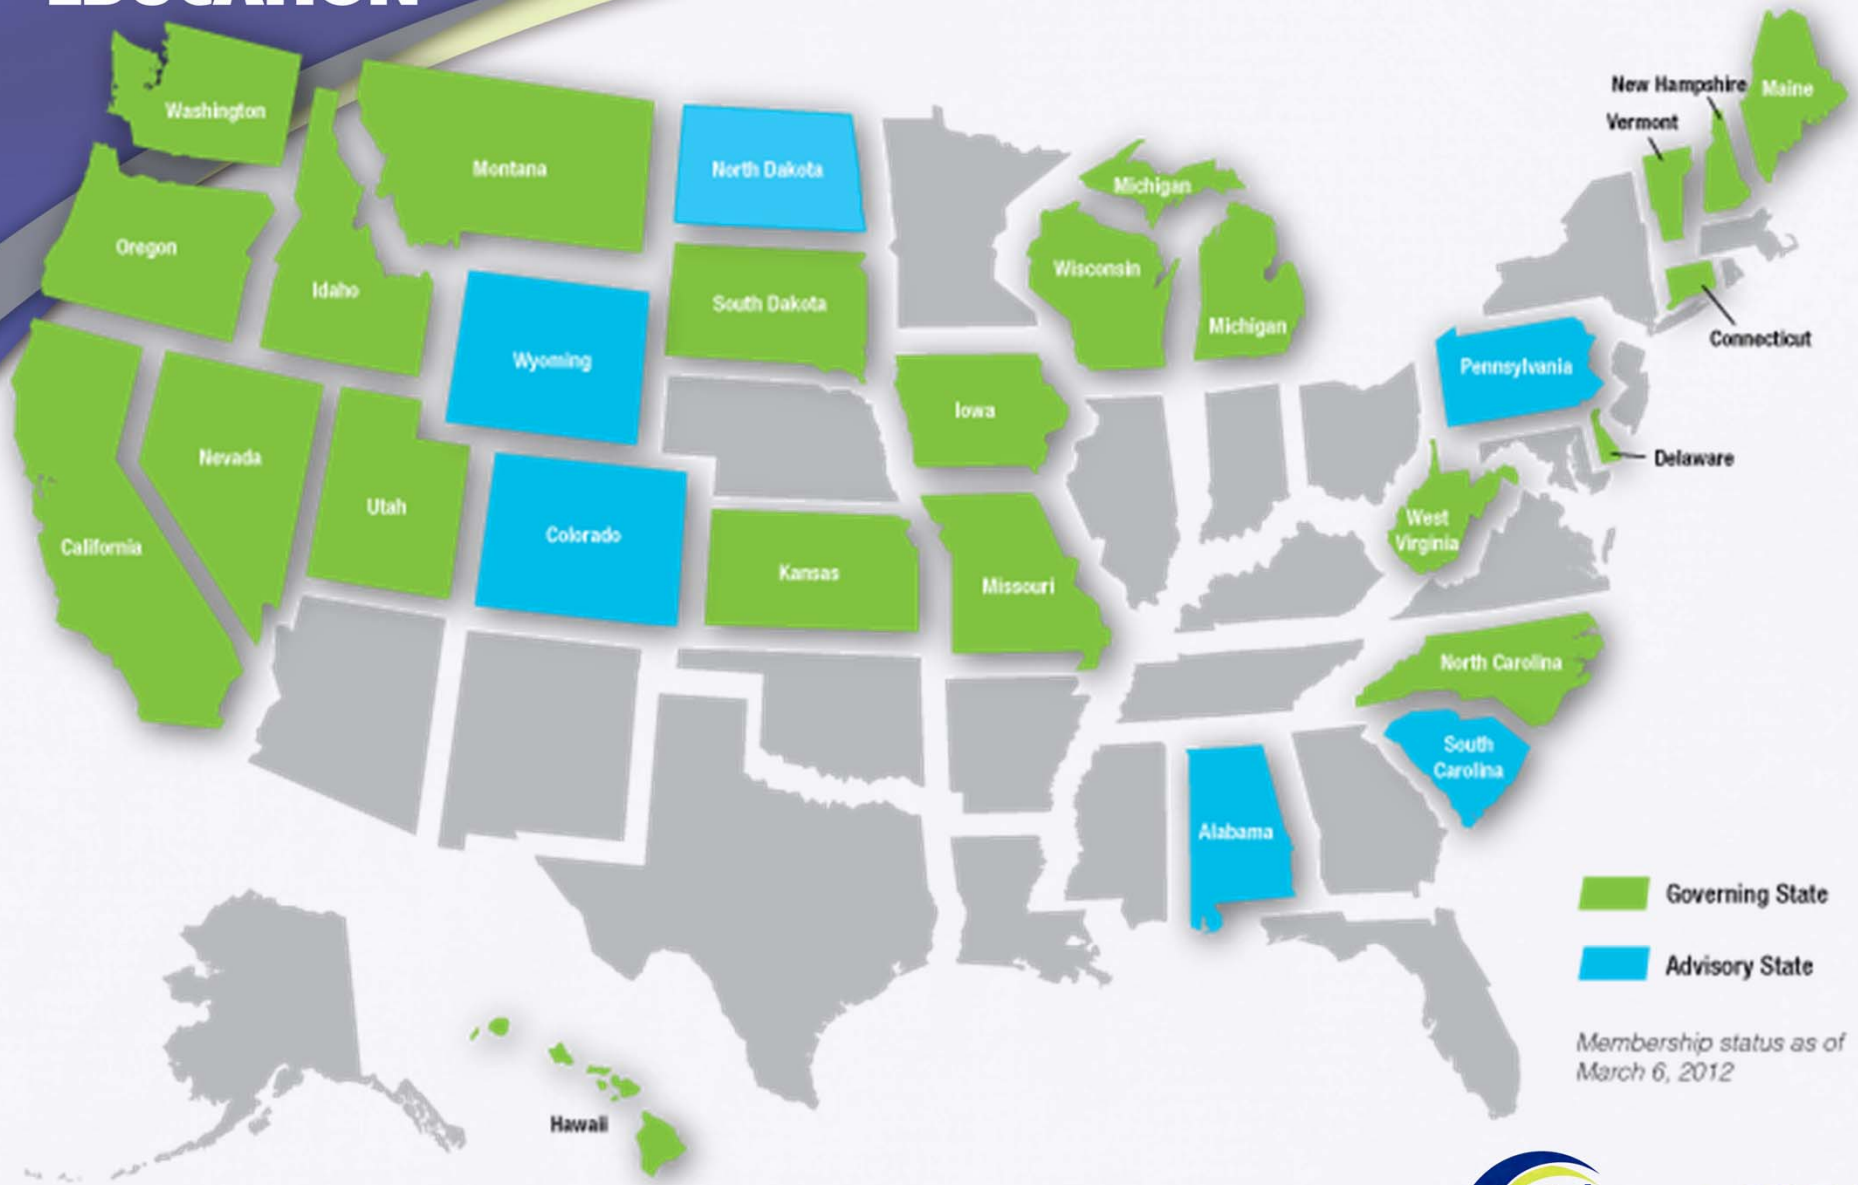 EDUCATION
New Hampshire
Maine
Vermont
Washington
Montana
North Dakota
Michigan
Oregon
Idaho
Wisconsin
South Dakota
Michigan
Connecticut
Wyoming
Pennsylvania
Iowa
Nevada
Delaware
Utah
West
Virginia
Colorado
California
Kansas
Missouri
North Carolina
South
Carolina
Alabama
Governing State
Advisory State
Membership status as of
March 6, 2012
Hawaii